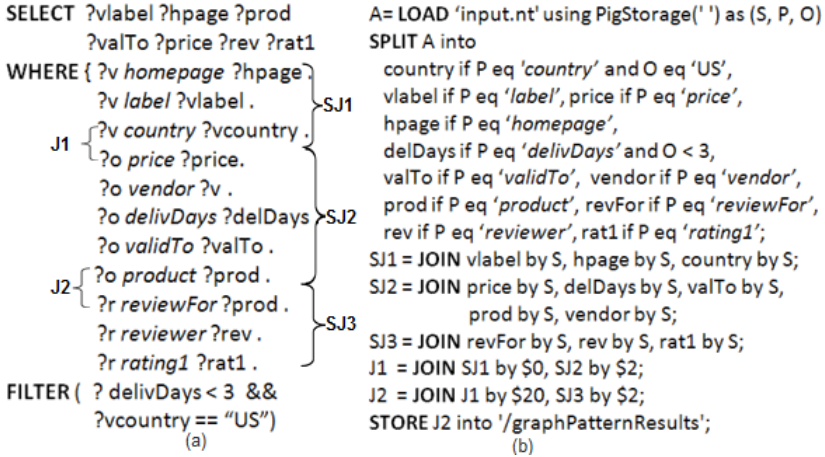 SELECT ?vlabel ?hpage ?prod
?valTo ?price ?rev ?rat1
WHERE { ?v homepage ?hpage .
?v label ?vlabel .
?v country ?vcountry .
?o price ?price.
?o vendor ?v .
?o delivDays ?delDays
?o validTo ?valTo .
?o product ?prod .
?r reviewFor ?prod .
?r reviewer ?rev .
?r rating1 ?rat1 .
FILTER ( ? delivDays < 3 &&
?vcountry == “US”)
(a)
J1
J2
SJ1
SJ2
SJ3
A= LOAD ‘input.nt' using PigStorage(' ') as (S, P, O)
SPLIT A into
country if P eq 'country’ and O eq ‘US’,
vlabel if P eq ‘label’, price if P eq ‘price’,
hpage if P eq ‘homepage’,
delDays if P eq ‘delivDays’ and O < 3,
valTo if P eq ‘validTo’, vendor if P eq ‘vendor’,
prod if P eq ‘product’, revFor if P eq ‘reviewFor’,
rev if P eq ‘reviewer’, rat1 if P eq ‘rating1’;
SJ1 = JOIN vlabel by S, hpage by S, country by S;
SJ2 = JOIN price by S, delDays by S, valTo by S,
prod by S, vendor by S;
SJ3 = JOIN revFor by S, rev by S, rat1 by S;
J1 = JOIN SJ1 by $0, SJ2 by $2;
J2 = JOIN J1 by $20, SJ3 by $2;
STORE J2 into '/graphPatternResults';
(b)